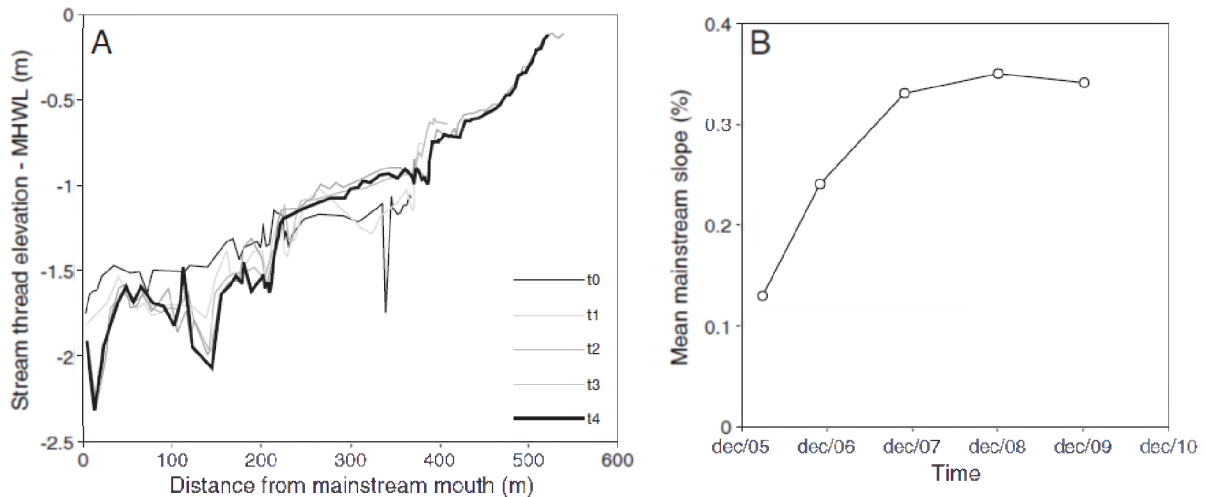 A
Stream thread elevation - MHWL (m)
0
-0.5
-1
-1.5
-2
-2.5
t0
t1
t2
t3
t4
0 100 200 300 400 500 600
Distance from mainstream mouth (m)
B
Mean mainstream slope (%)
0.4
0.3
0.2
0.1
0
dec/05 dec/06 dec/07 dec/08 dec/09 dec/10
Time